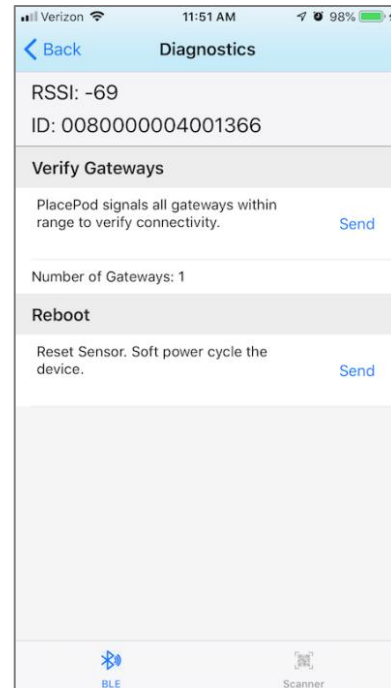 Verizon 11:51 AM 98%
Back Diagnostics
RSSI: -69
ID: 0080000004001366
Verify Gateways
PlacePod signals all gateways within
range to verify connectivity.
Send
Number of Gateways: 1
Reboot
Reset Sensor. Soft power cycle the
device.
Send
BLE Scanner